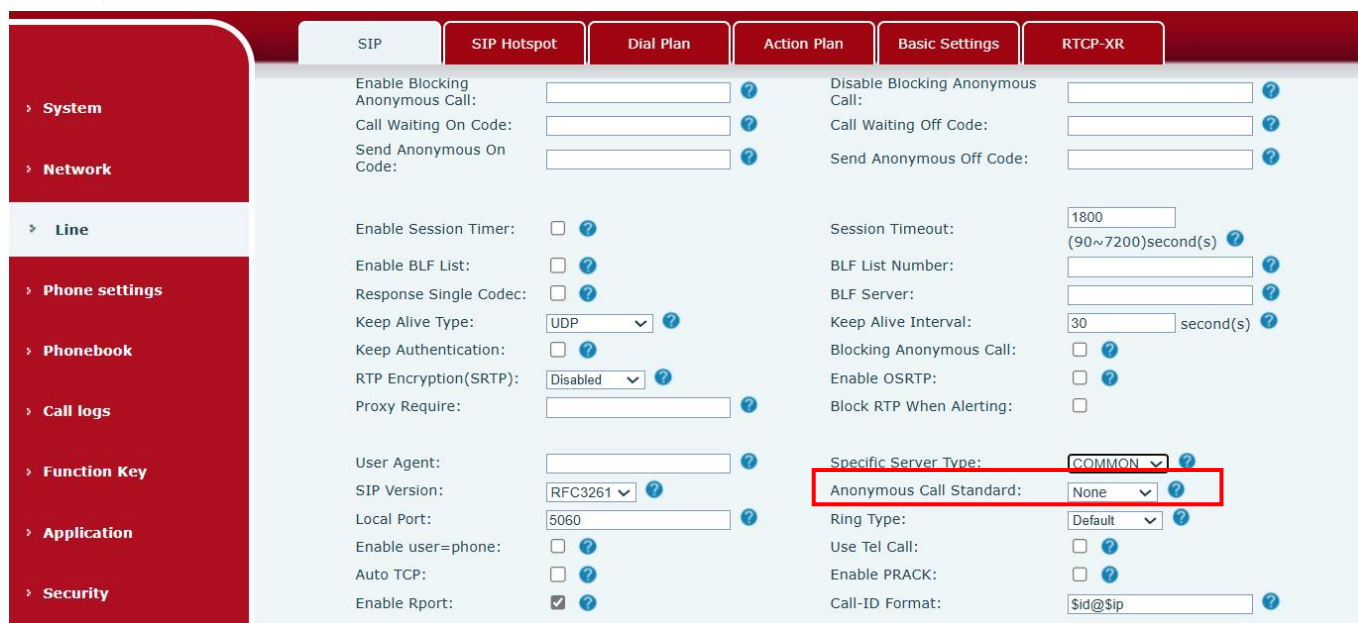 SIP
SIP Hotspot
Dial Plan
Action Plan
Basic Settings
RTCP-XR
› System
› Network
› Line
› Phone settings
› Phonebook
› Call logs
› Function Key
› Application
› Security
Enable Blocking
Anonymous Call: ?
Disable Blocking Anonymous
Call: ?
Call Waiting On Code: ?
Call Waiting Off Code: ?
Send Anonymous On
Code: ?
Send Anonymous Off Code: ?
Enable Session Timer: ?
Session Timeout: 1800
(90~7200)second(s) ?
Enable BLF List: ?
BLF List Number: ?
Response Single Codec: ?
BLF Server: ?
Keep Alive Type: UDP ?
Keep Alive Interval: 30 second(s) ?
Keep Authentication: ?
Blocking Anonymous Call: ?
RTP Encryption(SRTP): Disabled ?
Enable OSRTP: ?
Proxy Require: ?
Block RTP When Alerting:
User Agent: ?
Specific Server Type: COMMON ?
SIP Version: RFC3261 ?
Anonymous Call Standard: None ?
Local Port: 5060 ?
Ring Type: Default ?
Enable user=phone: ?
Use Tel Call: ?
Auto TCP: ?
Enable PRACK: ?
Enable Rport: ?
Call-ID Format: $id@$ip ?